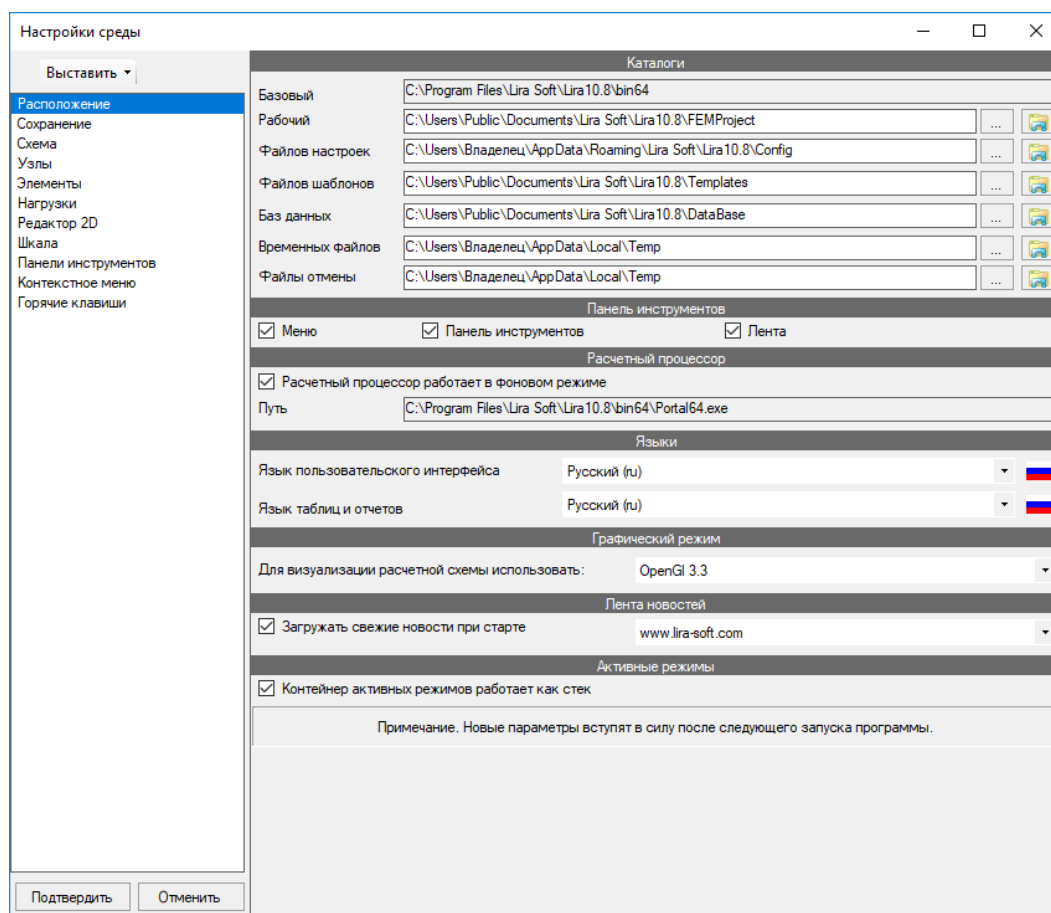 Настройки среды
Выставить
Расположение
Сохранение
Схема
Узлы
Элементы
Нагрузки
Редактор 2D
Шкала
Панели инструментов
Контекстное меню
Горячие клавиши
Подтвердить Отменить
Каталоги
Базовый C:\Program Files\Lira Soft\Lira10.8\bin64
Рабочий C:\Users\Public\Documents\Lira Soft\Lira10.8\FEMProject ...
Файлов настроек C:\Users\Владелец\AppData\Roaming\Lira Soft\Lira10.8\Config ...
Файлов шаблонов C:\Users\Public\Documents\Lira Soft\Lira10.8\Templates ...
Баз данных C:\Users\Public\Documents\Lira Soft\Lira10.8\DataBase ...
Временных файлов C:\Users\Владелец\AppData\Local\Temp ...
Файлы отмены C:\Users\Владелец\AppData\Local\Temp ...
Панель инструментов
Меню Панель инструментов Лента
Расчетный процессор
Расчетный процессор работает в фоновом режиме
Путь C:\Program Files\Lira Soft\Lira10.8\bin64\Portal64.exe
Языки
Язык пользовательского интерфейса Русский (ru)
Язык таблиц и отчетов Русский (ru)
Графический режим
Для визуализации расчетной схемы использовать: OpenGl 3.3
Лента новостей
Загружать свежие новости при старте www.lira-soft.com
Активные режимы
Контейнер активных режимов работает как стек
Примечание. Новые параметры вступят в силу после следующего запуска программы.